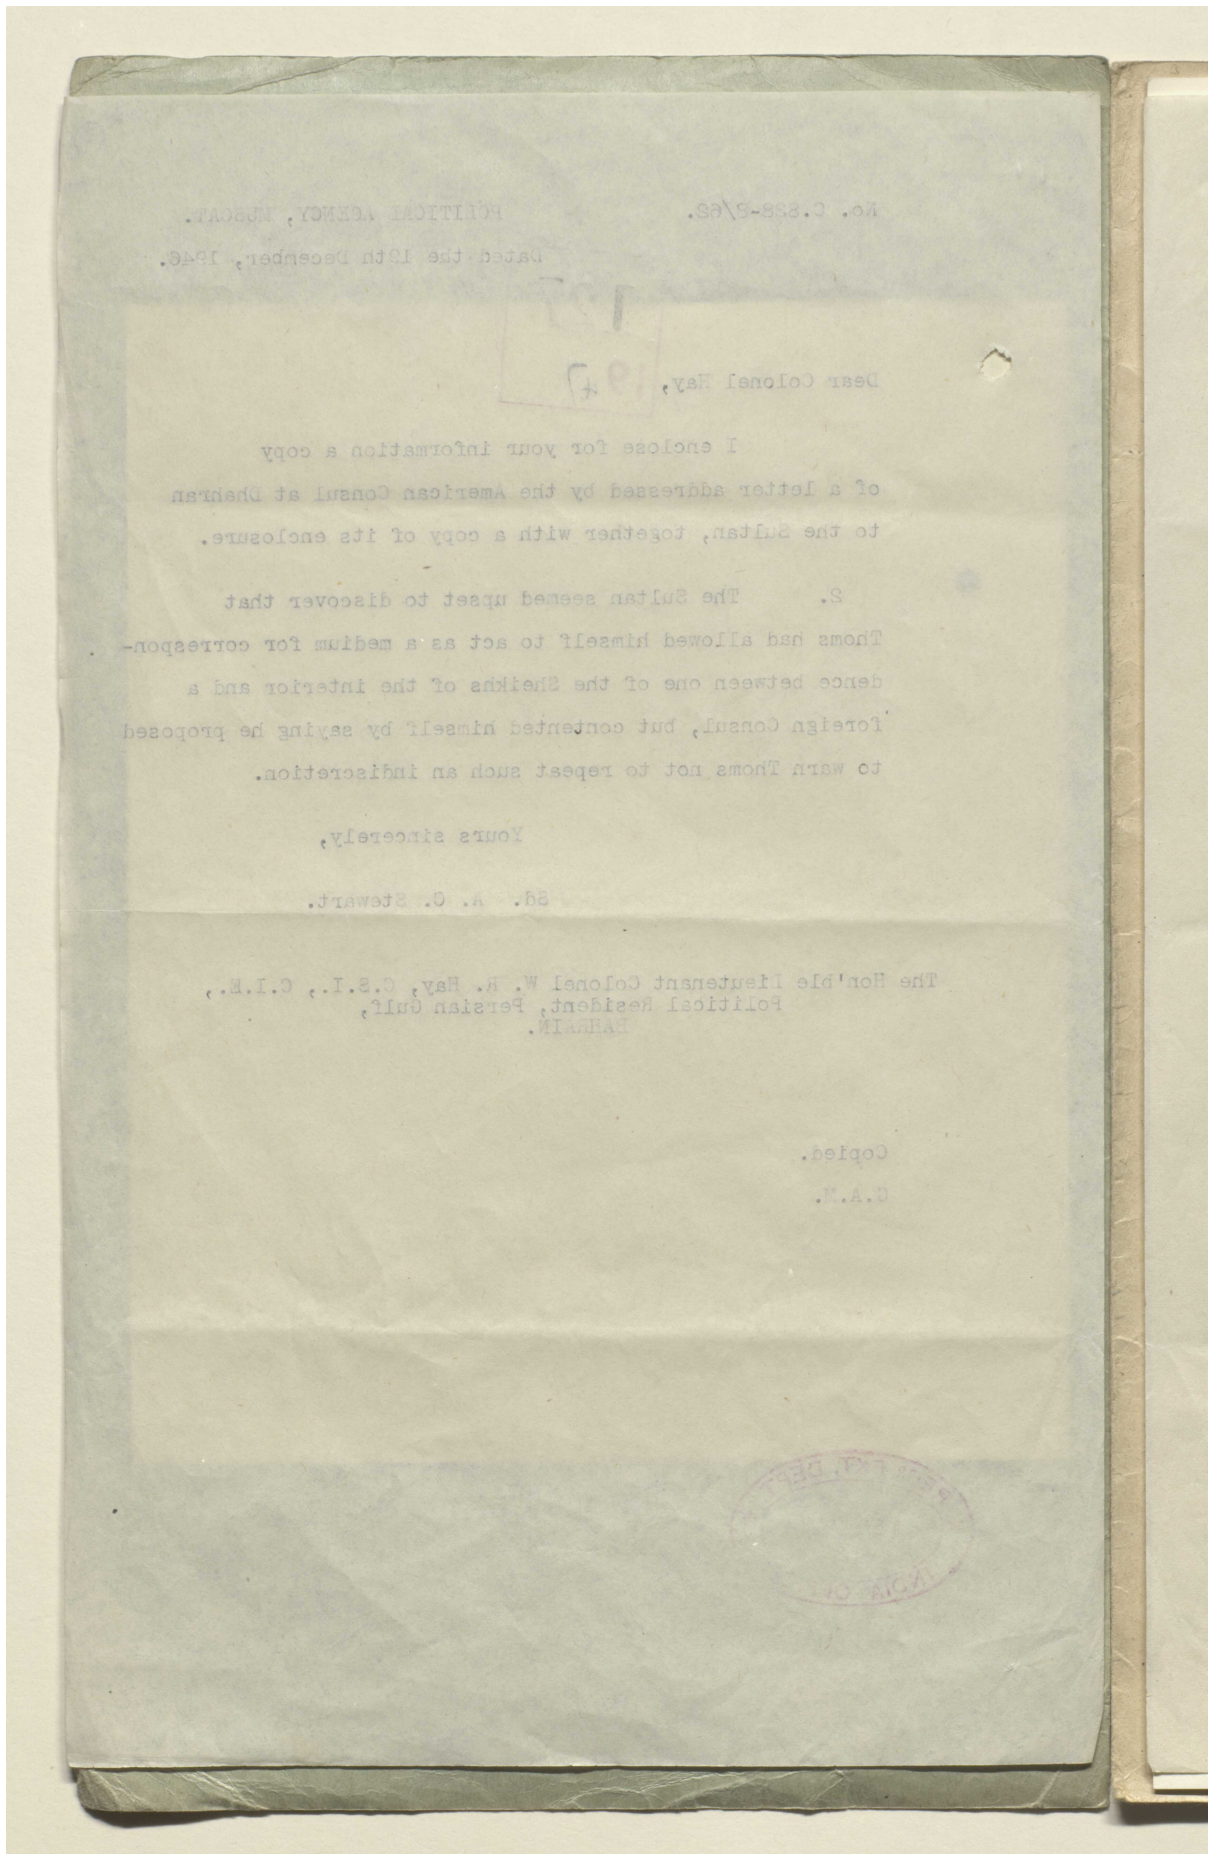 No. C.828-2/62.
POLITICAL AGENCY, MUSCAT.
Dated the 12th December, 1946.
127
1947
Dear Colonel Hay,
I enclose for your information a copy
of a letter addressed by the American Consul at Dhahran
to the Sultan, together with a copy of its enclosure.
2. The Sultan seemed upset to discover that
Thoms had allowed himself to act as a medium for correspon-
dence between one of the Sheikhs of the interior and a
foreign Consul, but contented himself by saying he proposed
to warn Thoms not to repeat such an indiscretion.
Yours sincerely,
Sd. A. C. Stewart.
The Hon'ble Lieutenant Colonel W. R. Hay, C.S.I., C.I.E.,
Political Resident, Persian Gulf,
BAHRAIN.
Copied.
G.A.M.
DEPT
INDIA